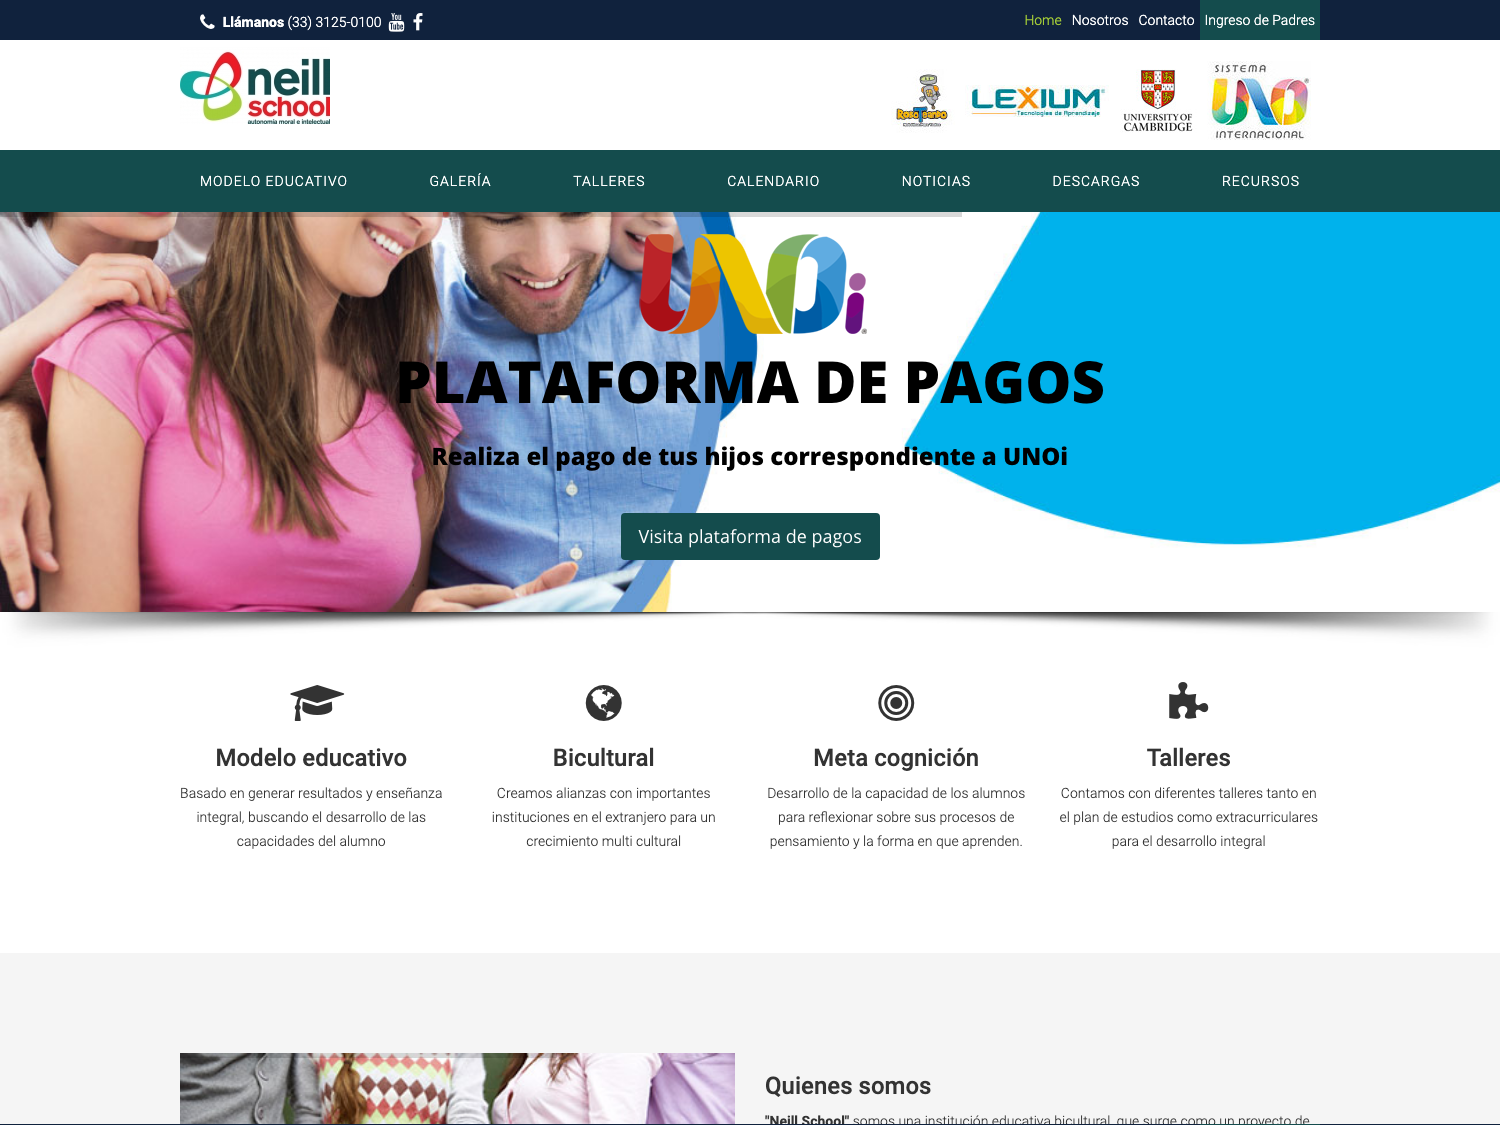 Llámanos (33) 3125-0100 You Tube
Home Nosotros Contacto Ingreso de Padres
neill
school
autonomía moral e intelectual
LEXIUM
Tecnologías de Aprendizaje
UNIVERSITY OF
CAMBRIDGE
SISTEMA
UNO
INTERNACIONAL
MODELO EDUCATIVO GALERÍA TALLERES CALENDARIO NOTICIAS DESCARGAS RECURSOS
UNOi
PLATAFORMA DE PAGOS
Realiza el pago de tus hijos correspondiente a UNOi
Visita plataforma de pagos
Modelo educativo
Basado en generar resultados y enseñanza
integral, buscando el desarrollo de las
capacidades del alumno
Bicultural
Creamos alianzas con importantes
instituciones en el extranjero para un
crecimiento multi cultural
Meta cognición
Desarrollo de la capacidad de los alumnos
para reflexionar sobre sus procesos de
pensamiento y la forma en que aprenden.
Talleres
Contamos con diferentes talleres tanto en
el plan de estudios como extracurriculares
para el desarrollo integral
Quienes somos
"Neill School" somos una institución educativa bicultural, que surge como un proyecto de